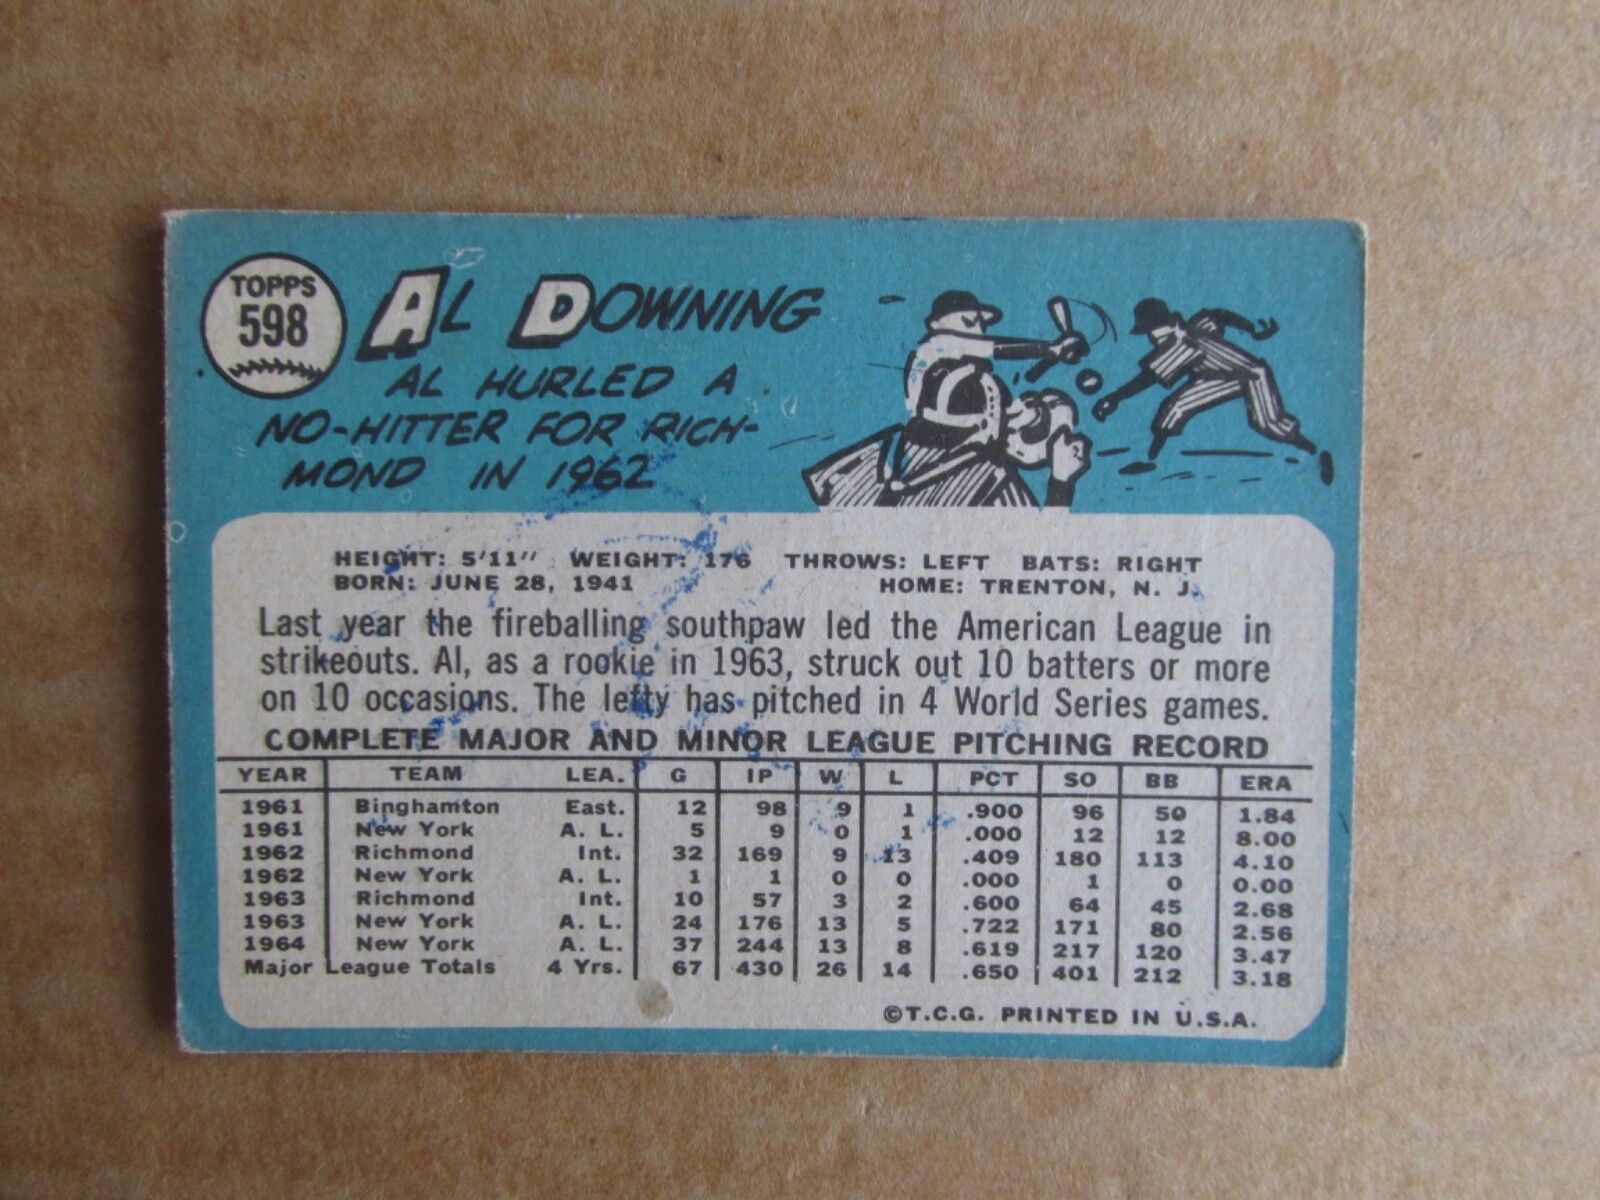 TOPPS
598
AL DOWNING
AL HURLED A
NO-HITTER FOR RICH-
MOND IN 1962
HEIGHT: 5'11" WEIGHT: 176 THROWS: LEFT BATS: RIGHT
BORN: JUNE 28, 1941 HOME: TRENTON, N. J.
Last year the fireballing southpaw led the American League in
strikeouts. Al, as a rookie in 1963, struck out 10 batters or more
on 10 occasions. The lefty has pitched in 4 World Series games.
COMPLETE MAJOR AND MINOR LEAGUE PITCHING RECORD
YEAR TEAM LEA. G IP W L PCT SO BB ERA
1961 Binghamton East. 12 98 9 1 .900 96 50 1.84
1961 New York A. L. 5 9 0 1 .000 12 12 8.00
1962 Richmond Int. 32 169 9 13 .409 180 113 4.10
1962 New York A. L. 1 1 0 0 .000 1 0 0.00
1963 Richmond Int. 10 57 3 2 .600 64 45 2.68
1963 New York A. L. 24 176 13 5 .722 171 80 2.56
1964 New York A. L. 37 244 13 8 .619 217 120 3.47
Major League Totals 4 Yrs. 67 430 26 14 .650 401 212 3.18
©T.C.G. PRINTED IN U.S.A.